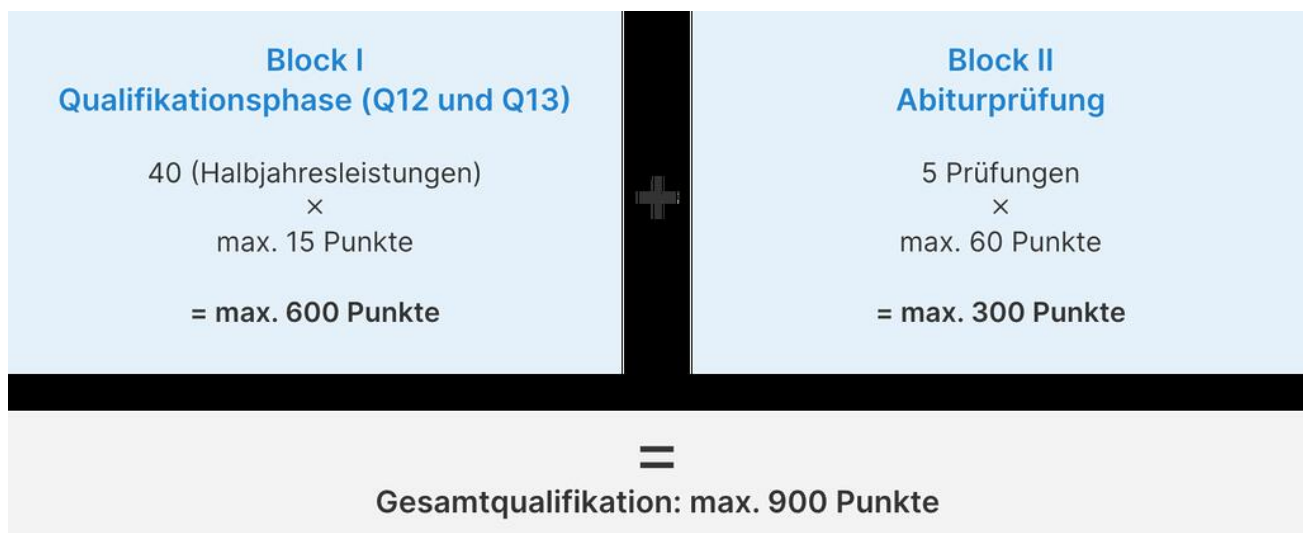 Block I
Qualifikationsphase (Q12 und Q13)
40 (Halbjahresleistungen)
×
max. 15 Punkte
= max. 600 Punkte
+
Block II
Abiturprüfung
5 Prüfungen
×
max. 60 Punkte
= max. 300 Punkte
=
Gesamtqualifikation: max. 900 Punkte